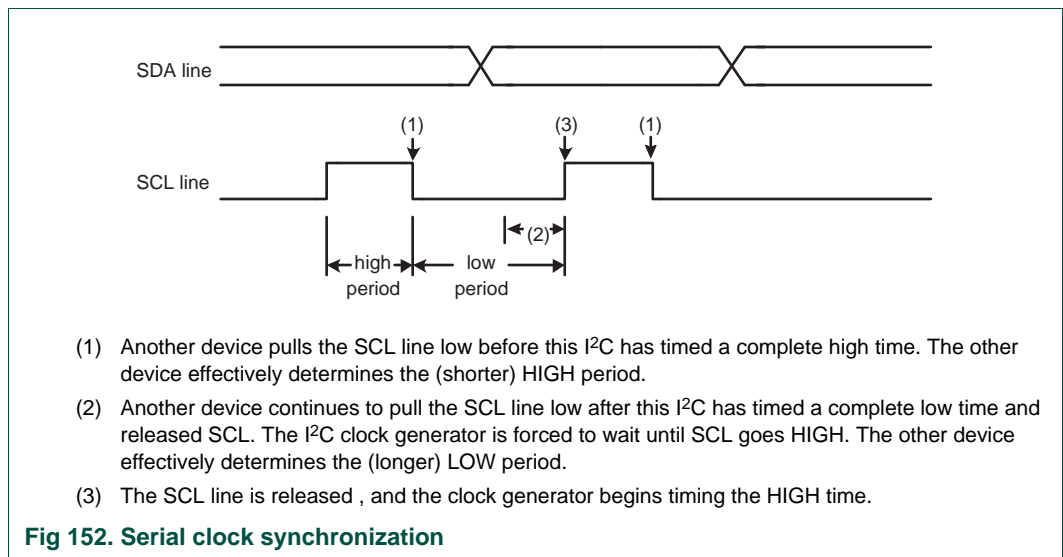 SDA line
(1)
(3)
(1)
SCL line
(2)
high
period
low
period
(1) Another device pulls the SCL line low before this I²C has timed a complete high time. The other
device effectively determines the (shorter) HIGH period.
(2) Another device continues to pull the SCL line low after this I²C has timed a complete low time and
released SCL. The I²C clock generator is forced to wait until SCL goes HIGH. The other device
effectively determines the (longer) LOW period.
(3) The SCL line is released , and the clock generator begins timing the HIGH time.
Fig 152. Serial clock synchronization